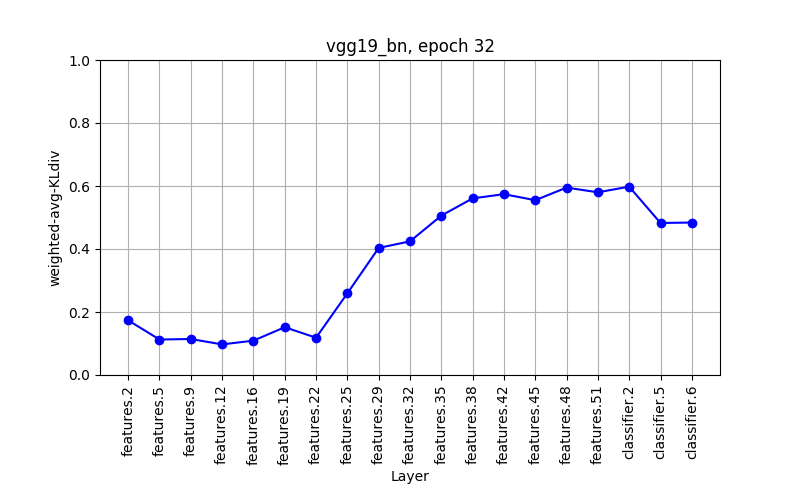 vgg19_bn, epoch 32
1.0
0.8
0.6
0.4
0.2
0.0
weighted-avg-KLdiv
features.2
features.5
features.9
features.12
features.16
features.19
features.22
features.25
features.29
features.32
features.35
features.38
features.42
features.45
features.48
features.51
classifier.2
classifier.5
classifier.6
Layer